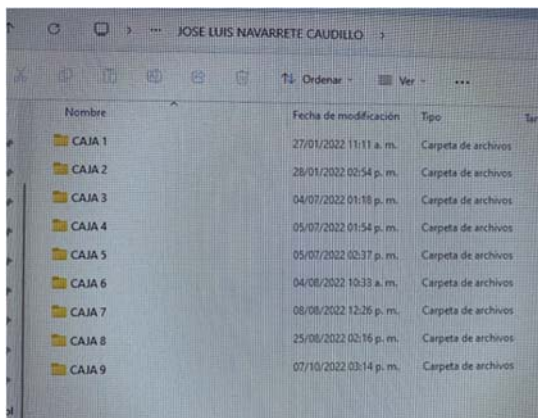 JOSE LUIS NAVARRETE CAUDILLO
Ordenar Ver
Nombre Fecha de modificación Tipo
CAJA 1 27/01/2022 11:11 a. m. Carpeta de archivos
CAJA 2 28/01/2022 02:54 p. m. Carpeta de archivos
CAJA 3 04/07/2022 01:18 p. m. Carpeta de archivos
CAJA 4 05/07/2022 01:54 p. m. Carpeta de archivos
CAJA 5 05/07/2022 02:37 p. m. Carpeta de archivos
CAJA 6 04/08/2022 10:33 a. m. Carpeta de archivos
CAJA 7 08/08/2022 12:26 p. m. Carpeta de archivos
CAJA 8 25/08/2022 02:16 p. m. Carpeta de archivos
CAJA 9 07/10/2022 03:14 p. m. Carpeta de archivos